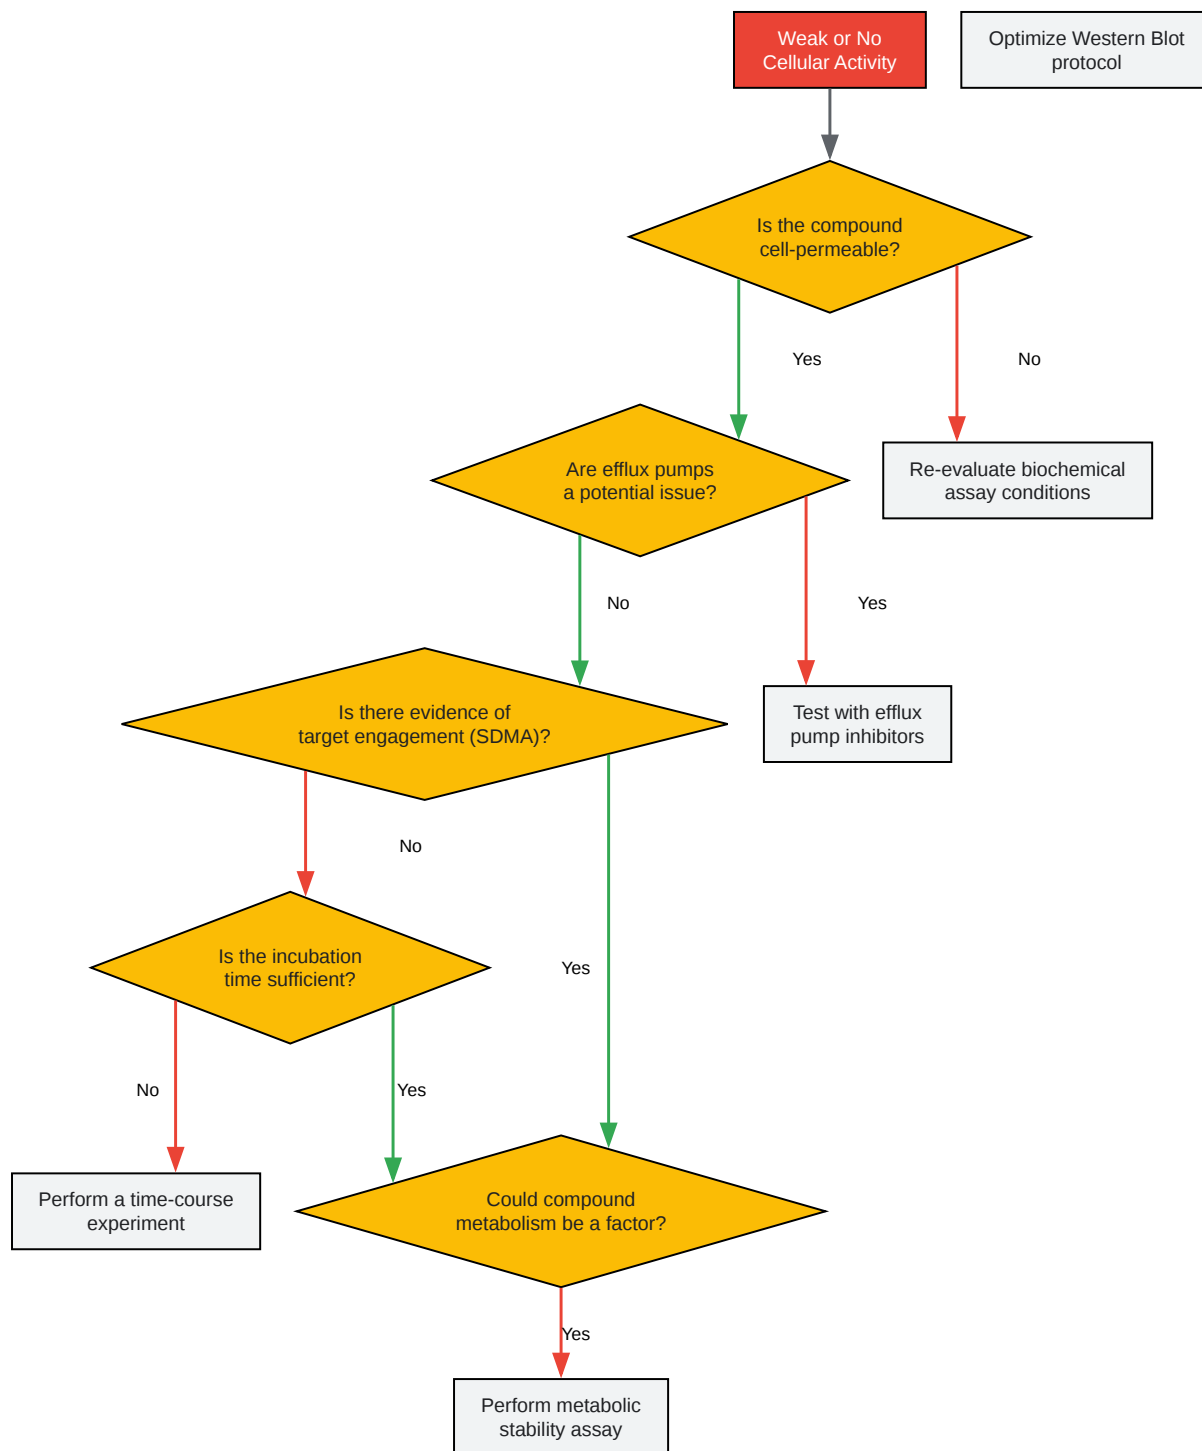 Weak or No
Cellular Activity
Optimize Western Blot
protocol
Is the compound
cell-permeable?
Yes
No
Are efflux pumps
a potential issue?
Re-evaluate biochemical
assay conditions
No
Yes
Is there evidence of
target engagement (SDMA)?
Test with efflux
pump inhibitors
No
Is the incubation
time sufficient?
Yes
No
Yes
Perform a time-course
experiment
Could compound
metabolism be a factor?
Yes
Perform metabolic
stability assay